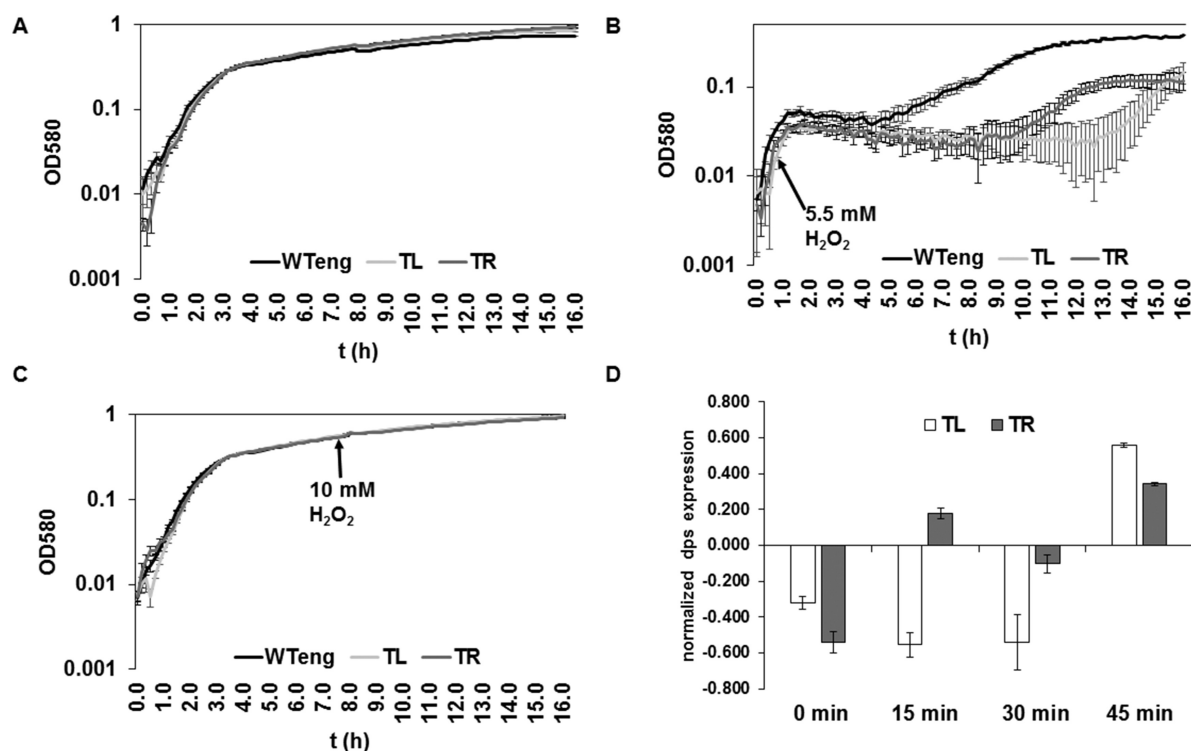 A
1
0.1
0.01
0.001
OD580
WTeng TL TR
0.0 1.0 2.0 3.0 4.0 5.0 6.0 7.0 8.0 9.0 10.0 11.0 12.0 13.0 14.0 15.0 16.0
t (h)
B
0.1
0.01
0.001
OD580
5.5 mM
H₂O₂
WTeng TL TR
0.0 1.0 2.0 3.0 4.0 5.0 6.0 7.0 8.0 9.0 10.0 11.0 12.0 13.0 14.0 15.0 16.0
t (h)
C
1
0.1
0.01
0.001
OD580
10 mM
H₂O₂
WTeng TL TR
0.0 1.0 2.0 3.0 4.0 5.0 6.0 7.0 8.0 9.0 10.0 11.0 12.0 13.0 14.0 15.0 16.0
t (h)
D
0.800
0.600
0.400
0.200
0.000
-0.200
-0.400
-0.600
-0.800
normalized dps expression
TL TR
0 min 15 min 30 min 45 min